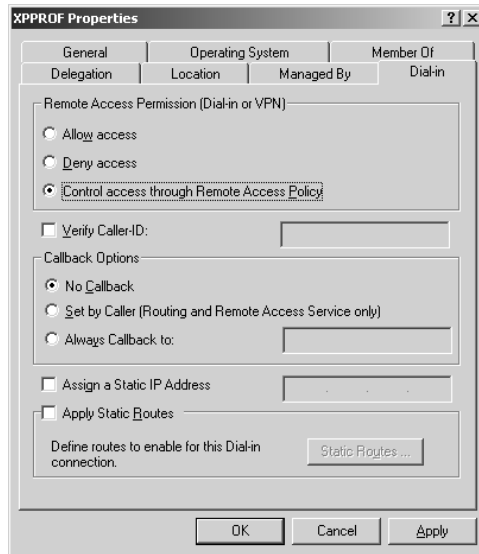 XPPROF Properties
General Operating System Member Of
Delegation Location Managed By Dial-in
Remote Access Permission (Dial-in or VPN)
Allow access
Deny access
Control access through Remote Access Policy
Verify Caller-ID:
Callback Options
No Callback
Set by Caller (Routing and Remote Access Service only)
Always Callback to:
Assign a Static IP Address
Apply Static Routes
Define routes to enable for this Dial-in
connection.
Static Routes ...
OK Cancel Apply